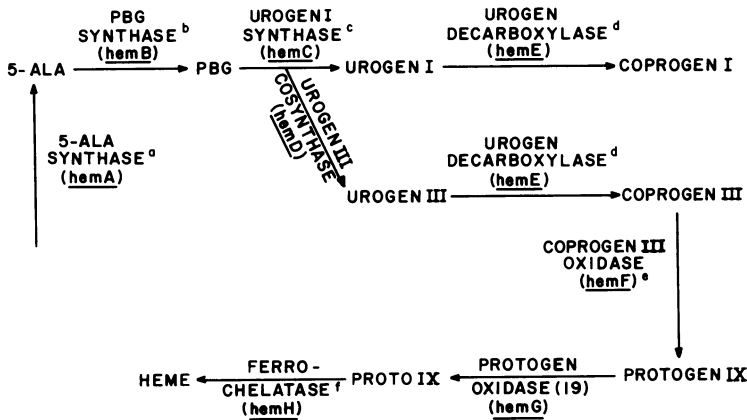 PBG
SYNTHASE b
(hemB)
UROGEN I
SYNTHASE c
(hemC)
UROGEN
DECARBOXYLASE d
(hemE)
5-ALA
PBG
UROGEN I
COPROGEN I
UROGEN III
COSYNTHASE
(hemD)
5-ALA
SYNTHASE a
(hemA)
UROGEN
DECARBOXYLASE d
(hemE)
UROGEN III
COPROGEN III
COPROGEN III
OXIDASE
(hemF) e
HEME
FERRO-
CHELATASE f
(hemH)
PROTO IX
PROTOGEN
OXIDASE (19)
(hemG)
PROTOGEN IX